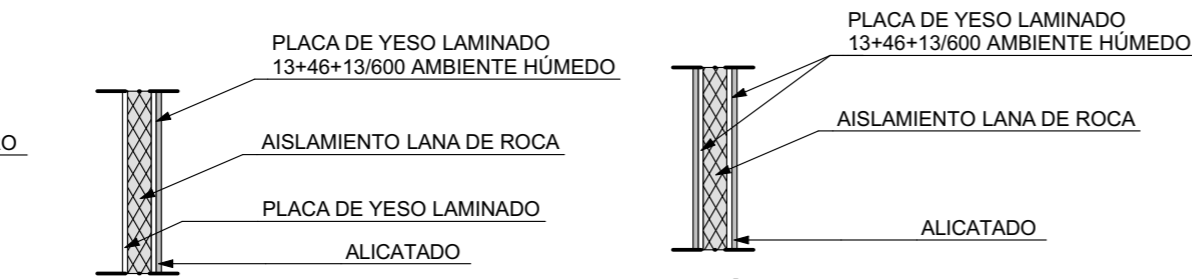 PLACA DE YESO LAMINADO
13+46+13/600 AMBIENTE HÚMEDO
AISLAMIENTO LANA DE ROCA
PLACA DE YESO LAMINADO
ALICATADO
PLACA DE YESO LAMINADO
13+46+13/600 AMBIENTE HÚMEDO
AISLAMIENTO LANA DE ROCA
ALICATADO